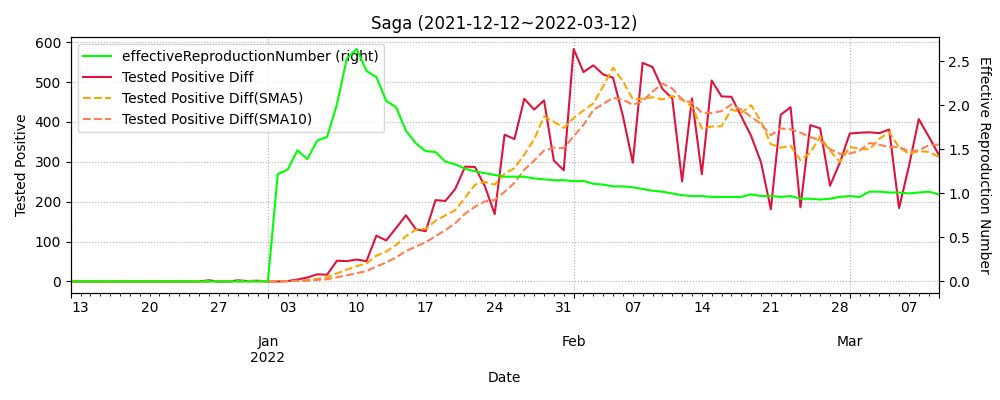 Saga (2021-12-12~2022-03-12)
effectiveReproductionNumber (right)
Tested Positive Diff
Tested Positive Diff(SMA5)
Tested Positive Diff(SMA10)
Tested Positive
600
500
400
300
200
100
0
2.5
2.0
1.5
1.0
0.5
0.0
Effective Reproduction Number
13 20 27 03 10 17 24 31 07 14 21 28 07
Jan Feb Mar
2022
Date